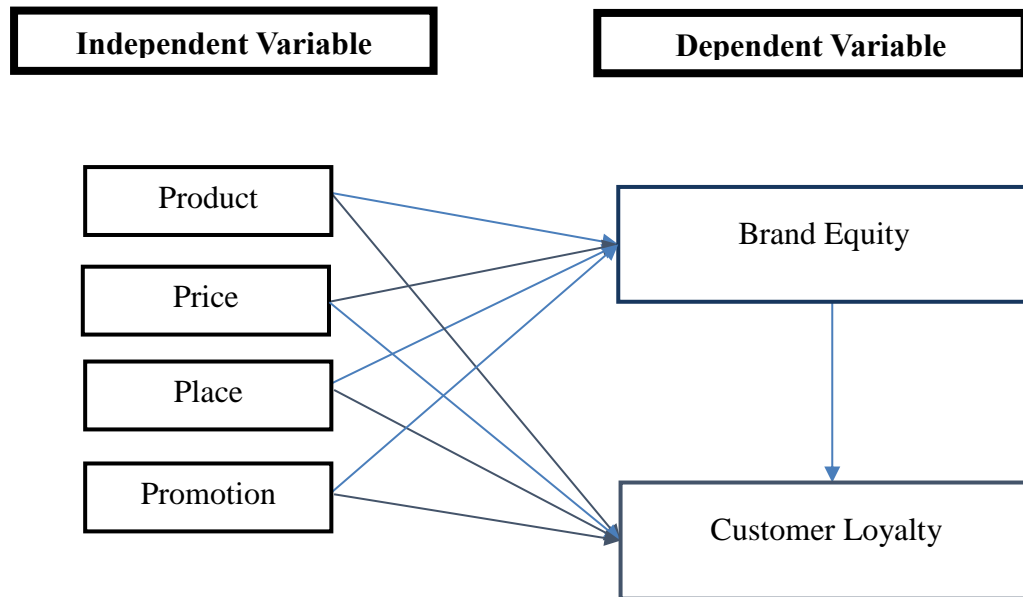 Independent Variable
Dependent Variable
Product
Brand Equity
Price
Place
Promotion
Customer Loyalty